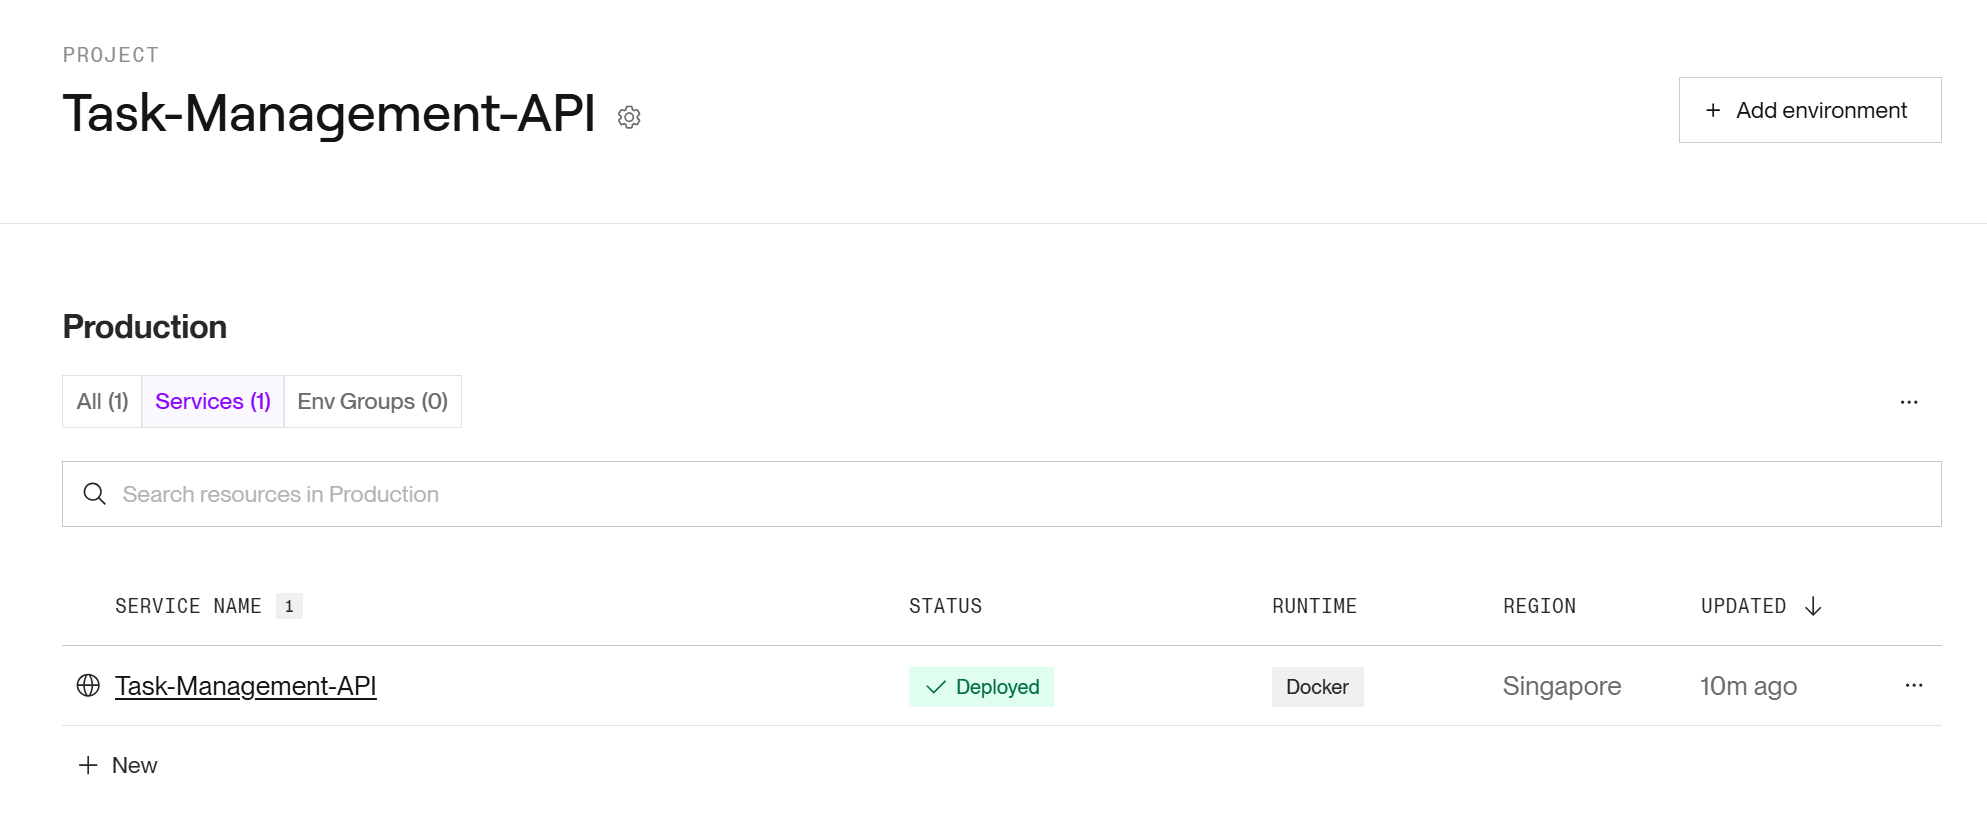 PROJECT
Task-Management-API
+ Add environment
Production
All (1) Services (1) Env Groups (0)
Search resources in Production
SERVICE NAME 1 STATUS RUNTIME REGION UPDATED ↓
Task-Management-API ✓ Deployed Docker Singapore 10m ago ...
+ New